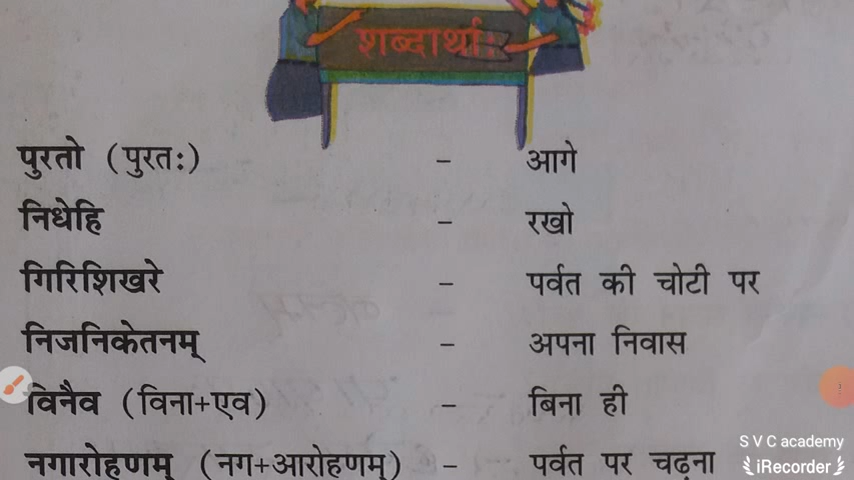 शब्दार्थाः
पुरतो (पुरतः) - आगे
निधेहि - रखो
गिरिशिखरे - पर्वत की चोटी पर
निजनिकेतनम् - अपना निवास
विनैव (विना+एव) - बिना ही
नगारोहणम् (नग+आरोहणम्) - पर्वत पर चढ़ना
S V C academy
iRecorder